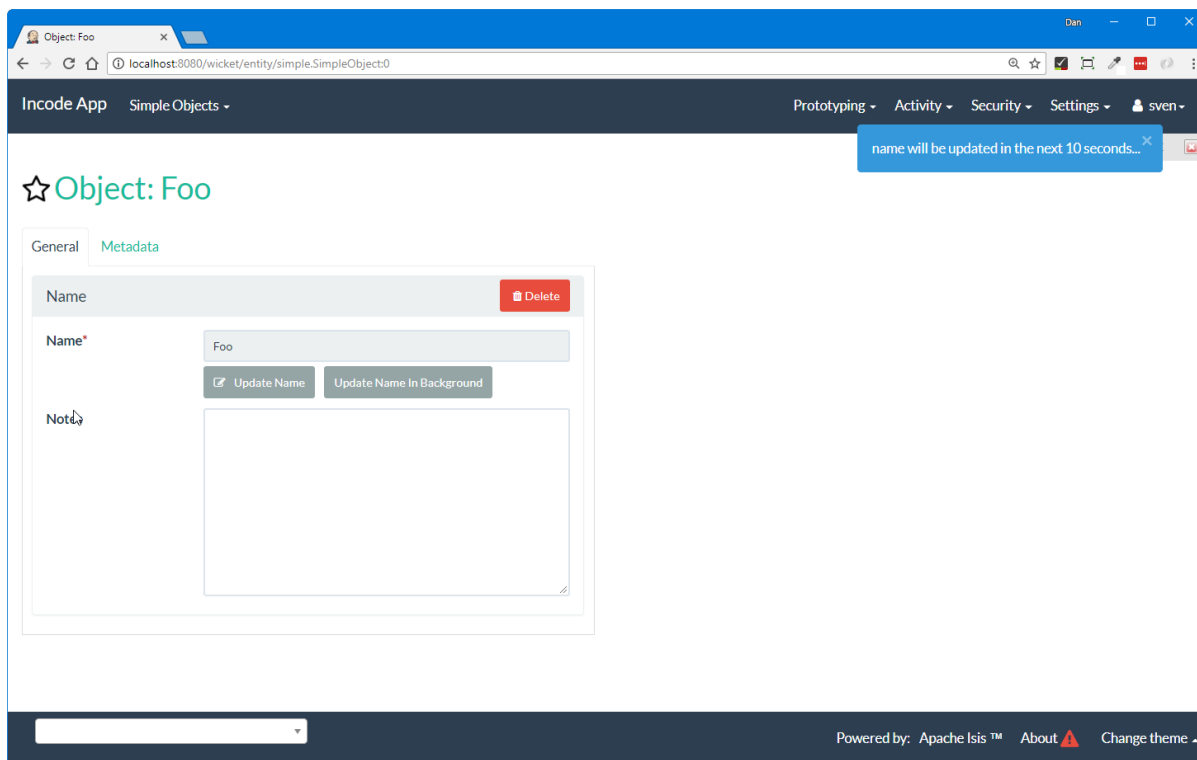 Dan
Object: Foo
localhost:8080/wicket/entity/simple.SimpleObject:0
Incode App Simple Objects Prototyping Activity Security Settings sven
name will be updated in the next 10 seconds...
Object: Foo
General Metadata
Name Delete
Name* Foo
Update Name Update Name In Background
Notes
Powered by: Apache Isis ™ About Change theme